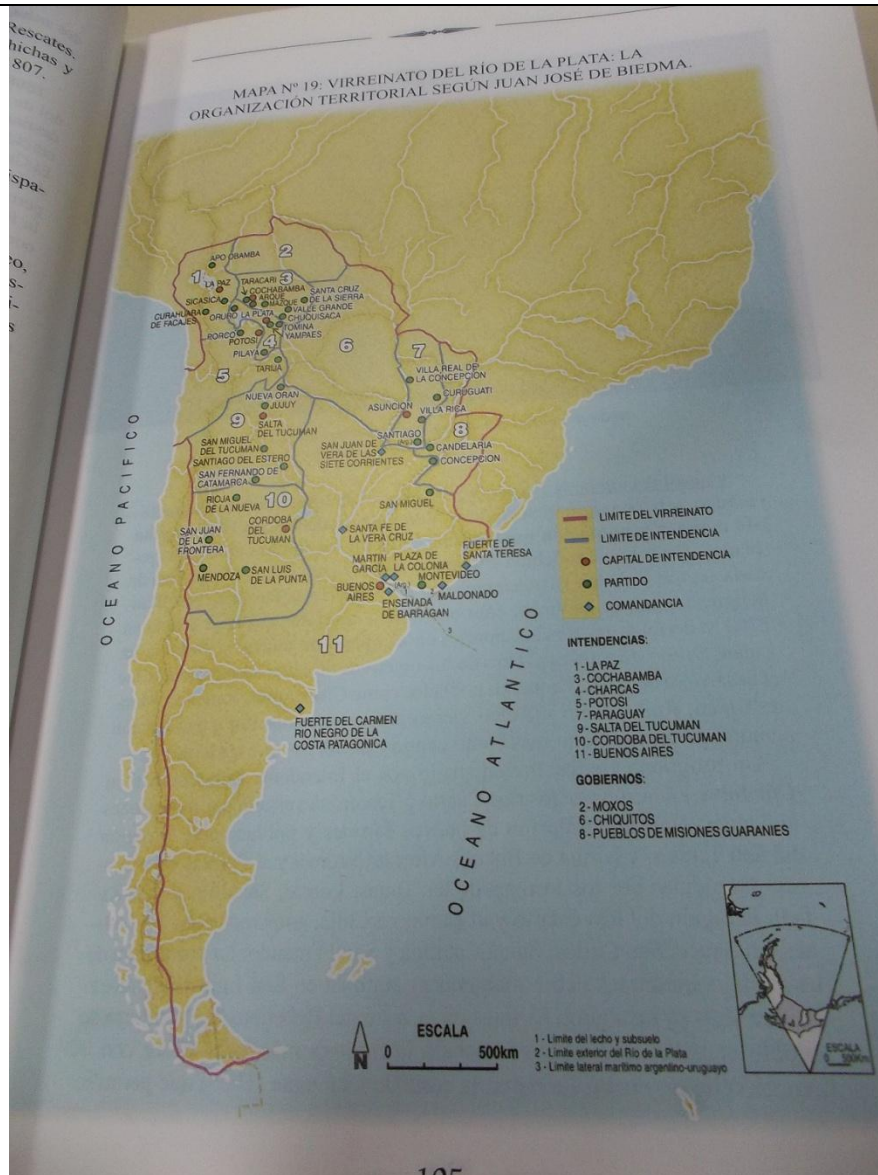 Rescates.
hichas y
807.
ispa-
eo,
s-
i-
s
MAPA Nº 19: VIRREINATO DEL RÍO DE LA PLATA: LA
ORGANIZACIÓN TERRITORIAL SEGÚN JUAN JOSÉ DE BIEDMA.
APO OBAMBA
2
1
LA PAZ
TARACARI
3
COCHABAMBA
ARQUE
MIZQUE
SANTA CRUZ
DE LA SIERRA
SICASICA
VALLE GRANDE
CURAHUARA
DE FACAJES
ORURO
LA PLATA
CHUQUISACA
TOMINA
YAMPAES
PORCO
POTOSI
4
6
PILAYA
TARIJA
5
7
VILLA REAL DE
LA CONCEPCION
NUEVA ORAN
CURUGUATI
9
JUJUY
SALTA
DEL TUCUMAN
ASUNCION
VILLA RICA
8
SAN MIGUEL
DEL TUCUMAN
SANTIAGO DEL ESTERO
SAN JUAN DE
VERA DE LAS
SIETE CORRIENTES
SANTIAGO
CANDELARIA
CONCEPCION
SAN FERNANDO DE
CATAMARCA
RIOJA
DE LA NUEVA
10
SAN MIGUEL
SAN JUAN
DE LA
FRONTERA
CORDOBA
DEL
TUCUMAN
SANTA FE DE
LA VERA CRUZ
MENDOZA
SAN LUIS
DE LA PUNTA
MARTIN
GARCIA
PLAZA DE
LA COLONIA
FUERTE DE
SANTA TERESA
BUENOS
AIRES
(Arg.)
1
MONTEVIDEO
2
MALDONADO
ENSENADA
DE BARRAGAN
3
11
FUERTE DEL CARMEN
RIO NEGRO DE LA
COSTA PATAGONICA
OCEANO PACIFICO
OCEANO ATLANTICO
LIMITE DEL VIRREINATO
LIMITE DE INTENDENCIA
CAPITAL DE INTENDENCIA
PARTIDO
COMANDANCIA
INTENDENCIAS:
1 - LA PAZ
3 - COCHABAMBA
4 - CHARCAS
5 - POTOSI
7 - PARAGUAY
9 - SALTA DEL TUCUMAN
10 - CORDOBA DEL TUCUMAN
11 - BUENOS AIRES
GOBIERNOS:
2 - MOXOS
6 - CHIQUITOS
8 - PUEBLOS DE MISIONES GUARANIES
N
ESCALA
0 500km
1 - Limite del lecho y subsuelo
2 - Limite exterior del Rio de la Plata
3 - Limite lateral marítimo argentino-uruguayo
ESCALA
0 500Km